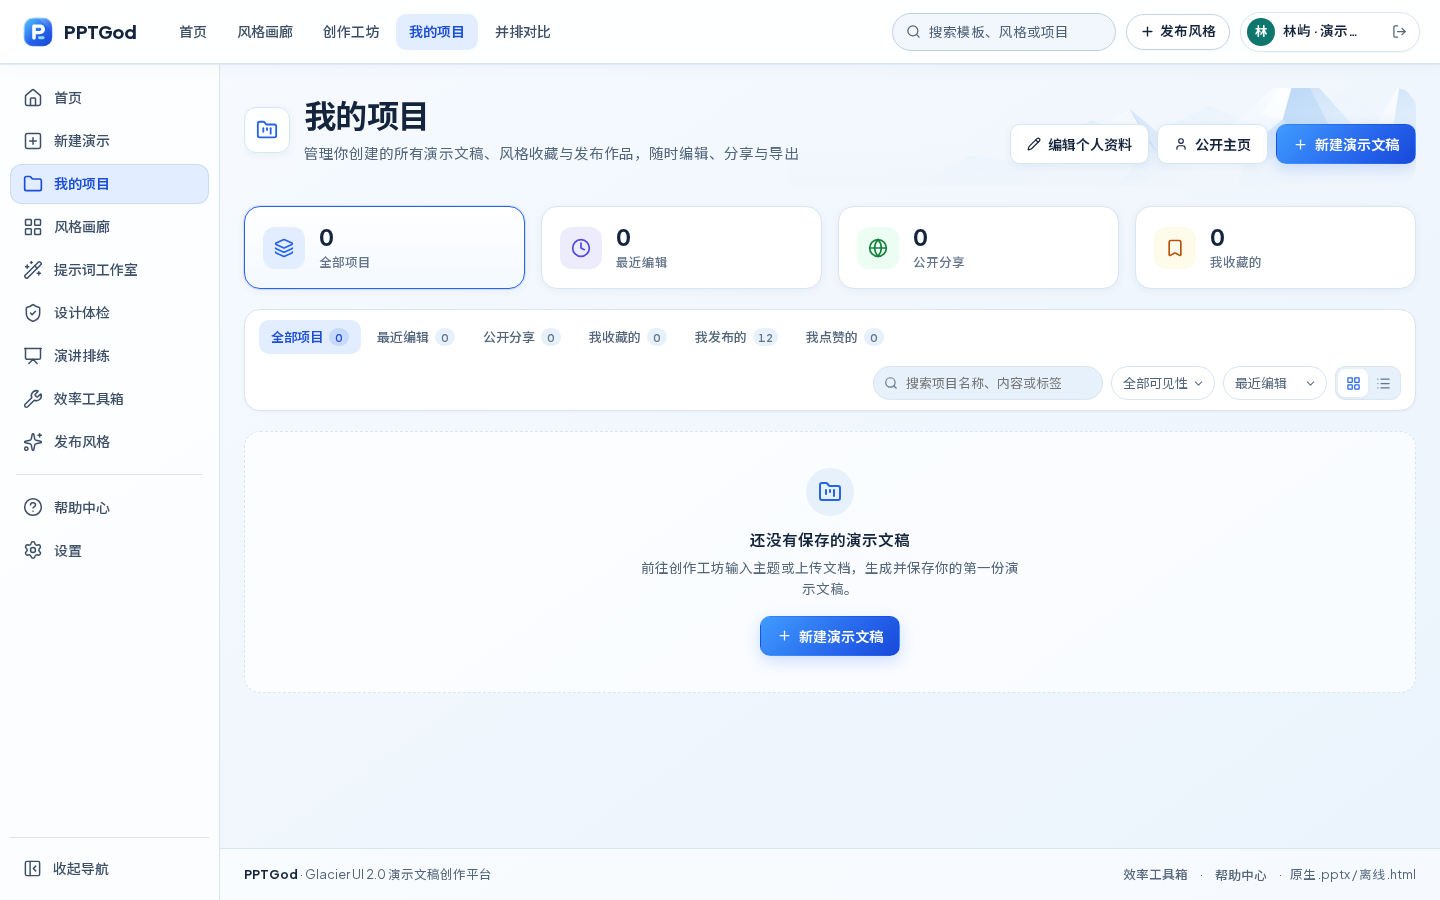 PPTGod
首页
风格画廊
创作工坊
我的项目
并排对比
搜索模板、风格或项目
发布风格
林
林屿 · 演示...
首页
新建演示
我的项目
风格画廊
提示词工作室
设计体检
演讲排练
效率工具箱
发布风格
帮助中心
设置
收起导航
我的项目
管理你创建的所有演示文稿、风格收藏与发布作品，随时编辑、分享与导出
编辑个人资料
公开主页
新建演示文稿
0
全部项目
0
最近编辑
0
公开分享
0
我收藏的
全部项目 0
最近编辑 0
公开分享 0
我收藏的 0
我发布的 12
我点赞的 0
搜索项目名称、内容或标签
全部可见性
最近编辑
还没有保存的演示文稿
前往创作工坊输入主题或上传文档，生成并保存你的第一份演
示文稿。
新建演示文稿
PPTGod · Glacier UI 2.0 演示文稿创作平台
效率工具箱 · 帮助中心 · 原生 .pptx / 离线 .html